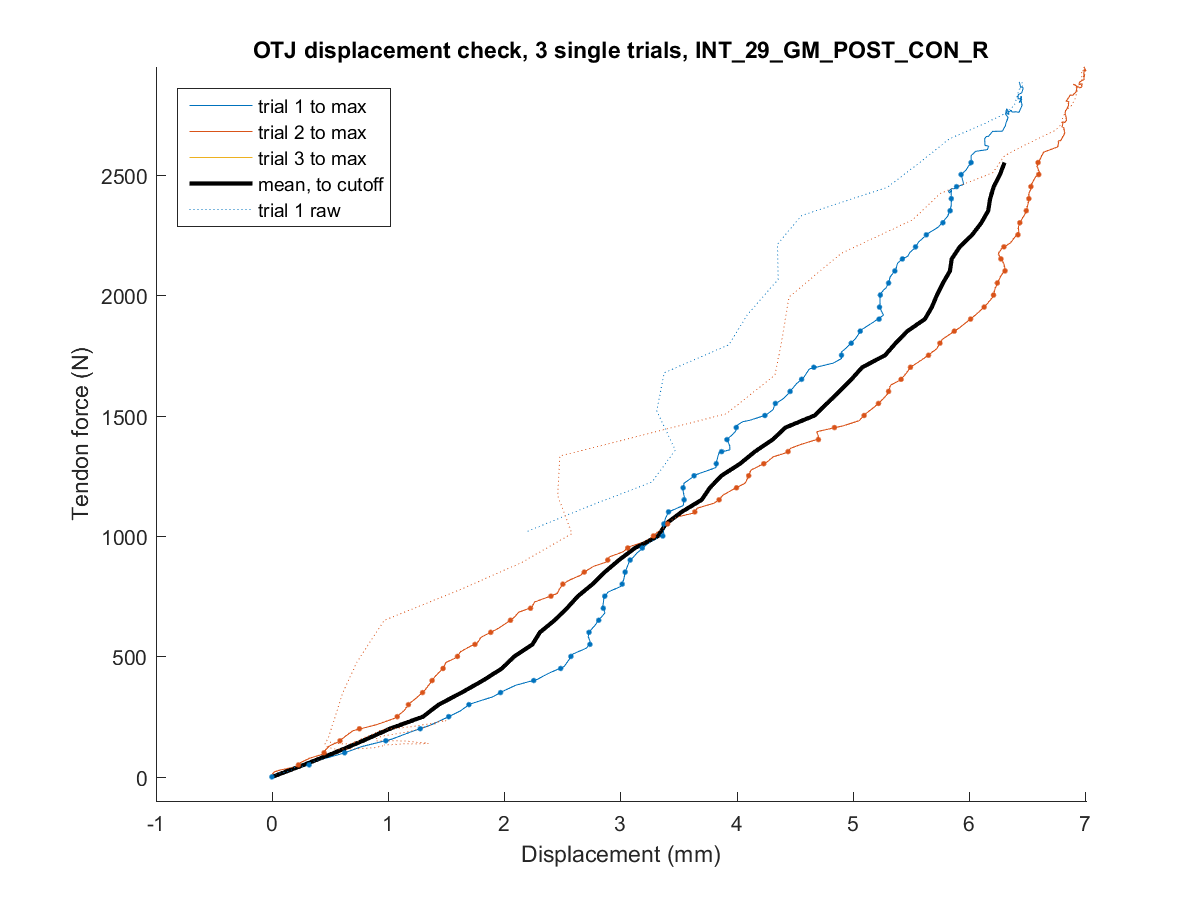 OTJ displacement check, 3 single trials, INT_29_GM_POST_CON_R
trial 1 to max
trial 2 to max
trial 3 to max
mean, to cutoff
trial 1 raw
Tendon force (N)
2500
2000
1500
1000
500
0
-1 0 1 2 3 4 5 6 7
Displacement (mm)